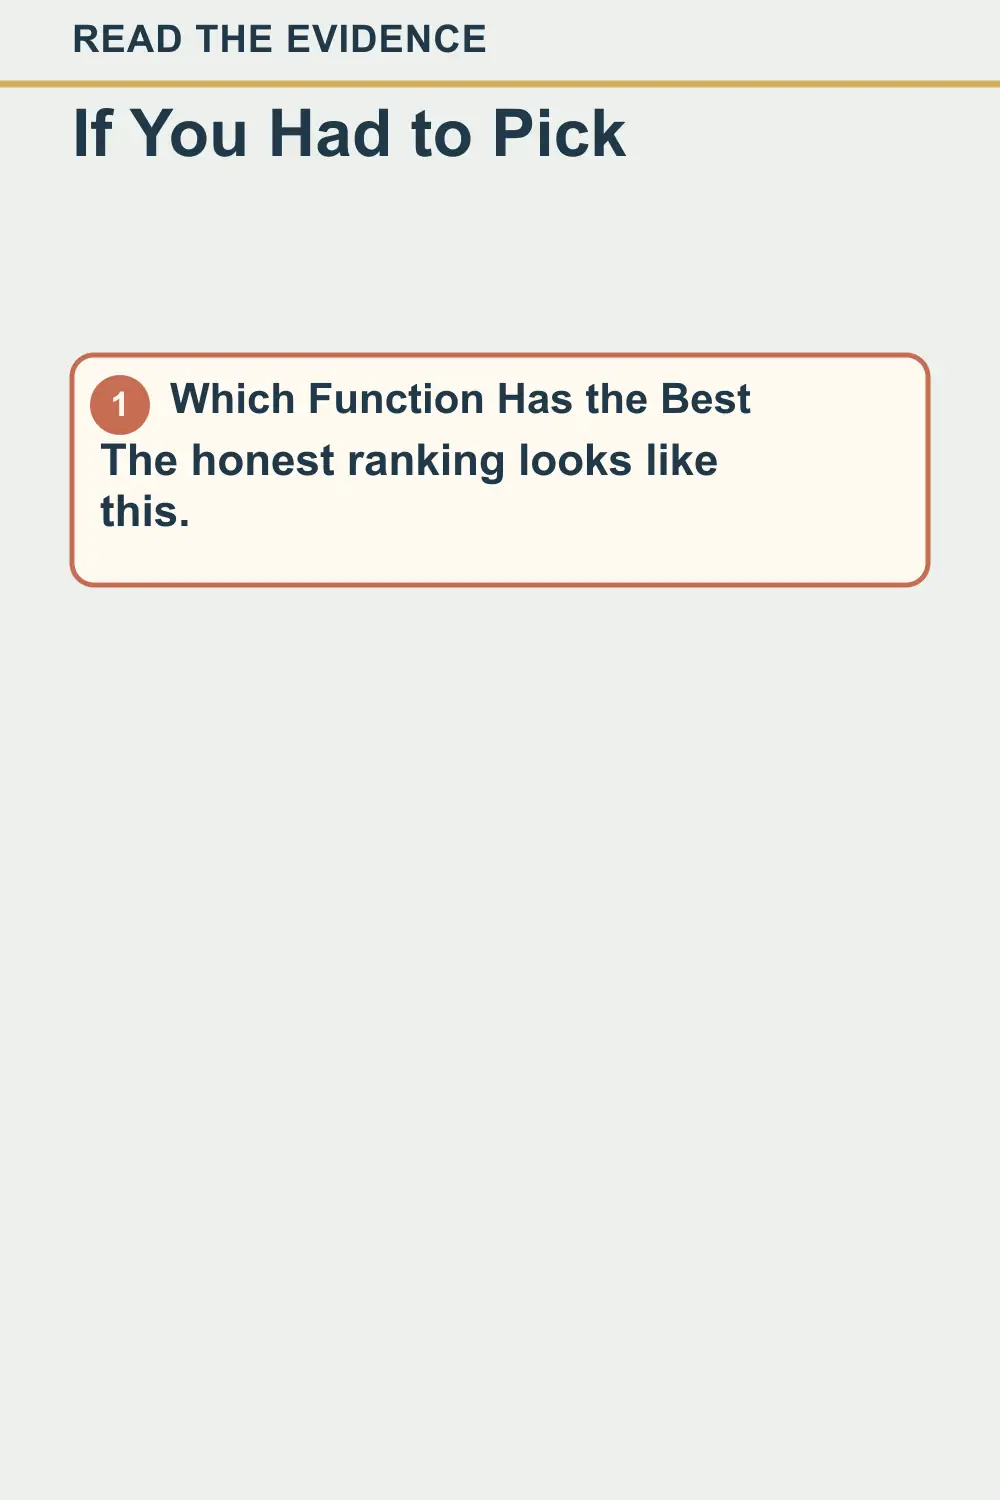 READ THE EVIDENCE
If You Had to Pick
1 Which Function Has the Best
The honest ranking looks like
this.